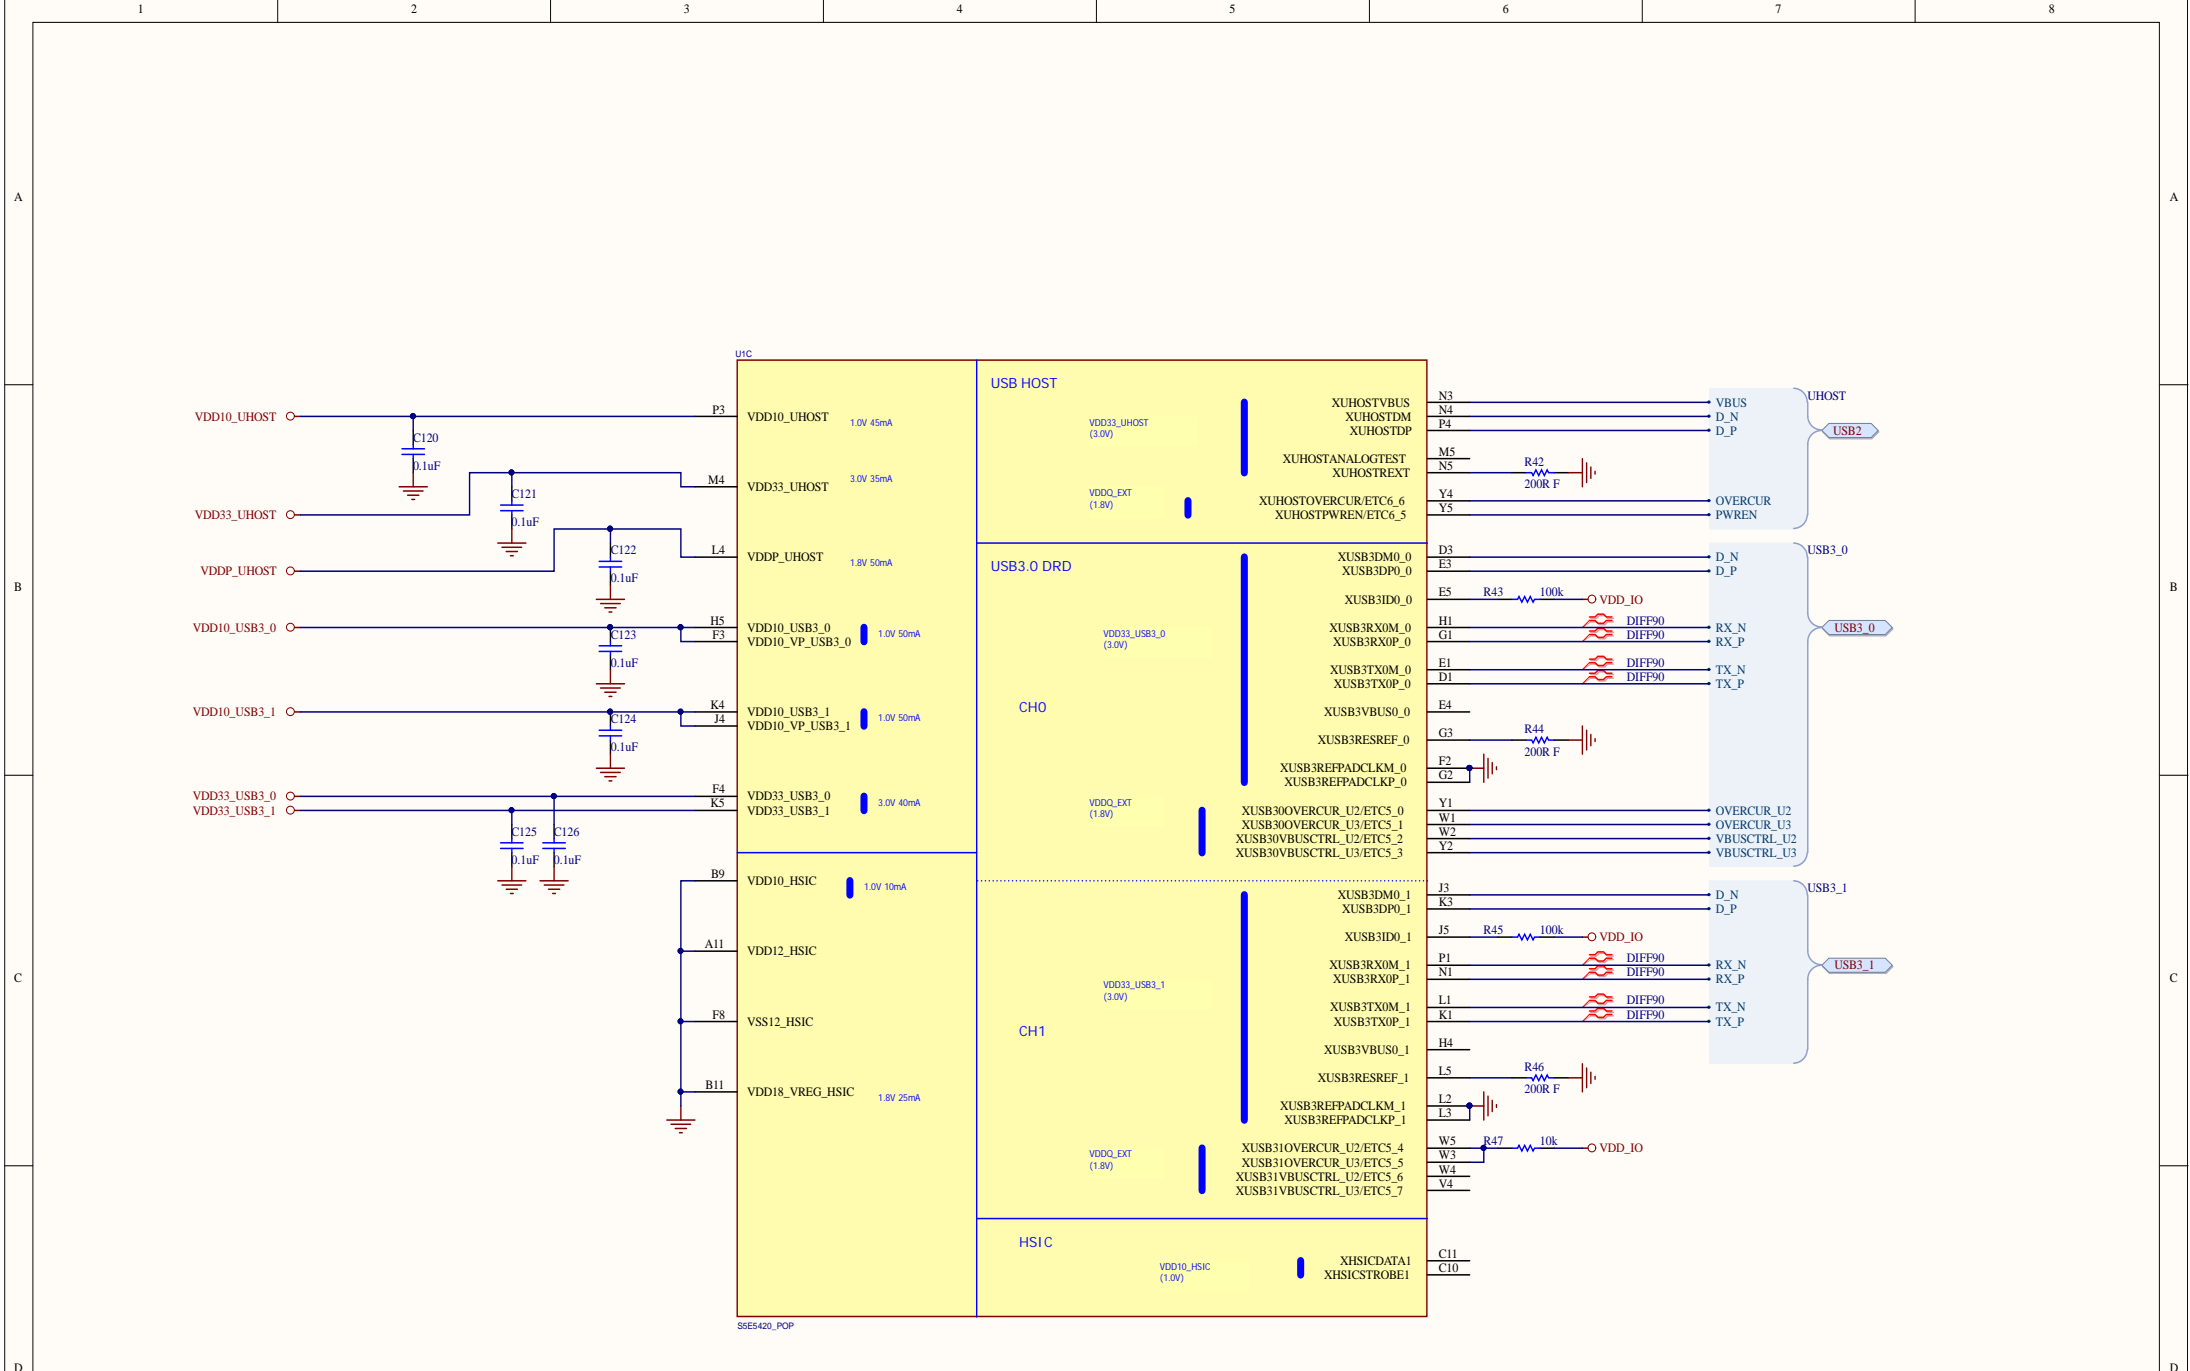 1 2 3 4 5 6 7 8
A A
U1C
USB HOST
UHOST
VDD10_UHOST P3 VDD10_UHOST 1.0V 45mA
VDD33_UHOST
(3.0V)
XUHOSTVBUS N3 VBUS
XUHOSTDM N4 D_N
XUHOSTDP P4 D_P
USB2
C120
0.1uF
XUHOSTANALOGTEST M5
XUHOSTREXT N5 R42
200R F
VDD33_UHOST M4 VDD33_UHOST 3.0V 35mA
C121
0.1uF
VDDQ_EXT
(1.8V)
XUHOSTOVERCUR/ETC6_6 Y4 OVERCUR
XUHOSTPWREN/ETC6_5 Y5 PWREN
VDDP_UHOST L4 VDDP_UHOST 1.8V 50mA
C122
0.1uF
B B
USB3.0 DRD
USB3_0
XUSB3DM0_0 D3 D_N
XUSB3DP0_0 E3 D_P
XUSB3ID0_0 E5 R43 100k VDD_IO
VDD10_USB3_0 H5 VDD10_USB3_0
F3 VDD10_VP_USB3_0
1.0V 50mA
C123
0.1uF
VDD33_USB3_0
(3.0V)
XUSB3RX0M_0 H1 DIFF90 RX_N
XUSB3RX0P_0 G1 DIFF90 RX_P
USB3_0
XUSB3TX0M_0 E1 DIFF90 TX_N
XUSB3TX0P_0 D1 DIFF90 TX_P
VDD10_USB3_1 K4 VDD10_USB3_1
J4 VDD10_VP_USB3_1
1.0V 50mA
C124
0.1uF
CH0
XUSB3VBUS0_0 E4
XUSB3RESREF_0 G3 R44
200R F
XUSB3REFPADCLKM_0 F2
XUSB3REFPADCLKP_0 G2
VDD33_USB3_0 F4 VDD33_USB3_0
VDD33_USB3_1 K5 VDD33_USB3_1
3.0V 40mA
C125 C126
0.1uF 0.1uF
VDDQ_EXT
(1.8V)
XUSB30OVERCUR_U2/ETC5_0 Y1 OVERCUR_U2
XUSB30OVERCUR_U3/ETC5_1 W1 OVERCUR_U3
XUSB30VBUSCTRL_U2/ETC5_2 W2 VBUSCTRL_U2
XUSB30VBUSCTRL_U3/ETC5_3 Y2 VBUSCTRL_U3
B9 VDD10_HSIC 1.0V 10mA
USB3_1
XUSB3DM0_1 J3 D_N
XUSB3DP0_1 K3 D_P
XUSB3ID0_1 J5 R45 100k VDD_IO
A11 VDD12_HSIC
C C
XUSB3RX0M_1 P1 DIFF90 RX_N
XUSB3RX0P_1 N1 DIFF90 RX_P
USB3_1
VDD33_USB3_1
(3.0V)
XUSB3TX0M_1 L1 DIFF90 TX_N
XUSB3TX0P_1 K1 DIFF90 TX_P
F8 VSS12_HSIC
CH1
XUSB3VBUS0_1 H4
XUSB3RESREF_1 L5 R46
200R F
B11 VDD18_VREG_HSIC 1.8V 25mA
XUSB3REFPADCLKM_1 L2
XUSB3REFPADCLKP_1 L3
VDDQ_EXT
(1.8V)
XUSB31OVERCUR_U2/ETC5_4 W5 R47 10k VDD_IO
XUSB31OVERCUR_U3/ETC5_5 W3
XUSB31VBUSCTRL_U2/ETC5_6 W4
XUSB31VBUSCTRL_U3/ETC5_7 V4
HSIC
VDD10_HSIC
(1.0V)
XHSICDATA1 C11
XHSICSTROBE1 C10
S5E5420_POP
D D